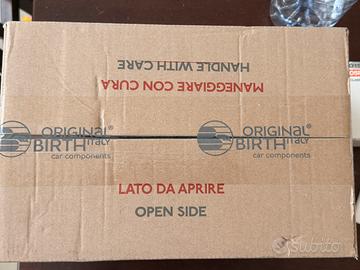 HANDLE WITH CARE
MANEGGIARE CON CURA
ORIGINAL
BIRTH italy
car components
ORIGINAL
BIRTH italy
car components
LATO DA APRIRE
OPEN SIDE
subito